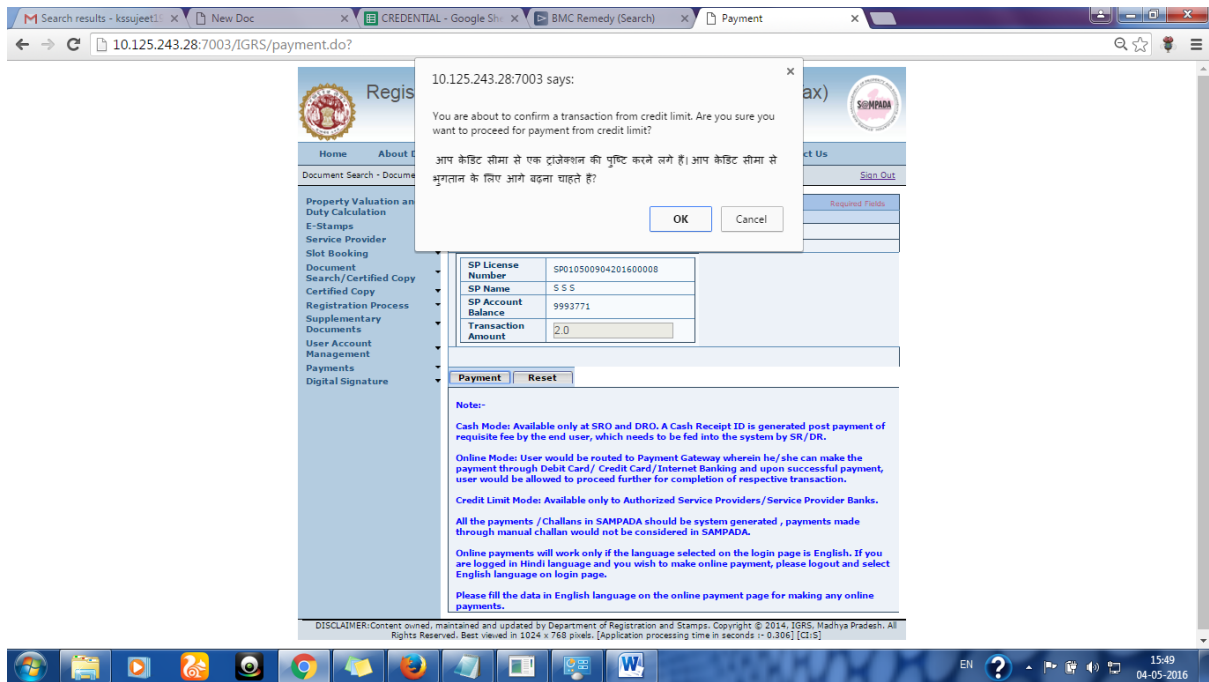 Search results - kssujeet1
New Doc
CREDENTIAL - Google She
BMC Remedy (Search)
Payment
10.125.243.28:7003/IGRS/payment.do?
10.125.243.28:7003 says:
You are about to confirm a transaction from credit limit. Are you sure you
want to proceed for payment from credit limit?
आप केडिट सीमा से एक ट्रांजेक्शन की पुष्टि करने लगे हैं। आप केडिट सीमा से
भुगतान के लिए आगे बढ़ना चाहते हैं?
OK
Cancel
Regis
ax)
S@MPADA
Home
About
ct Us
Document Search - Docume
Sign Out
Required Fields
Property Valuation an
Duty Calculation
E-Stamps
Service Provider
Slot Booking
Document
Search/Certified Copy
Certified Copy
Registration Process
Supplementary
Documents
User Account
Management
Payments
Digital Signature
SP License
Number
SP010500904201600008
SP Name
S S S
SP Account
Balance
9993771
Transaction
Amount
2.0
Payment
Reset
Note:-
Cash Mode: Available only at SRO and DRO. A Cash Receipt ID is generated post payment of
requisite fee by the end user, which needs to be fed into the system by SR/DR.
Online Mode: User would be routed to Payment Gateway wherein he/she can make the
payment through Debit Card/ Credit Card/Internet Banking and upon successful payment,
user would be allowed to proceed further for completion of respective transaction.
Credit Limit Mode: Available only to Authorized Service Providers/Service Provider Banks.
All the payments /Challans in SAMPADA should be system generated , payments made
through manual challan would not be considered in SAMPADA.
Online payments will work only if the language selected on the login page is English. If you
are logged in Hindi language and you wish to make online payment, please logout and select
English language on login page.
Please fill the data in English language on the online payment page for making any online
payments.
DISCLAIMER:Content owned, maintained and updated by Department of Registration and Stamps. Copyright © 2014, IGRS, Madhya Pradesh. All
Rights Reserved. Best viewed in 1024 x 768 pixels. [Application processing time in seconds :- 0.306] [CI:S]
EN
15:49
04-05-2016